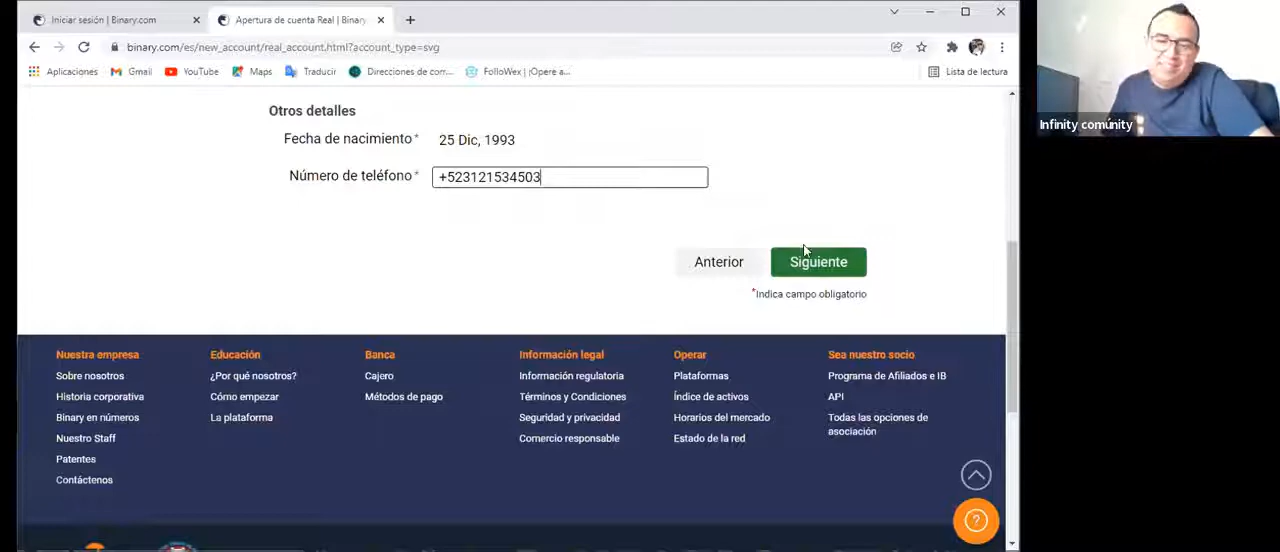 Iniciar sesión | Binary.com
Apertura de cuenta Real | Binary
binary.com/es/new_account/real_account.html?account_type=svg
Aplicaciones
Gmail
YouTube
Maps
Traducir
Direcciones de corr...
FolloWex | ¡Opere a...
Lista de lectura
Infinity comúnity
Otros detalles
Fecha de nacimiento* 25 Dic, 1993
Número de teléfono* +523121534503
Anterior Siguiente
*Indica campo obligatorio
Nuestra empresa
Sobre nosotros
Historia corporativa
Binary en números
Nuestro Staff
Patentes
Contáctenos
Educación
¿Por qué nosotros?
Cómo empezar
La plataforma
Banca
Cajero
Métodos de pago
Información legal
Información regulatoria
Términos y Condiciones
Seguridad y privacidad
Comercio responsable
Operar
Plataformas
Índice de activos
Horarios del mercado
Estado de la red
Sea nuestro socio
Programa de Afiliados e IB
API
Todas las opciones de
asociación